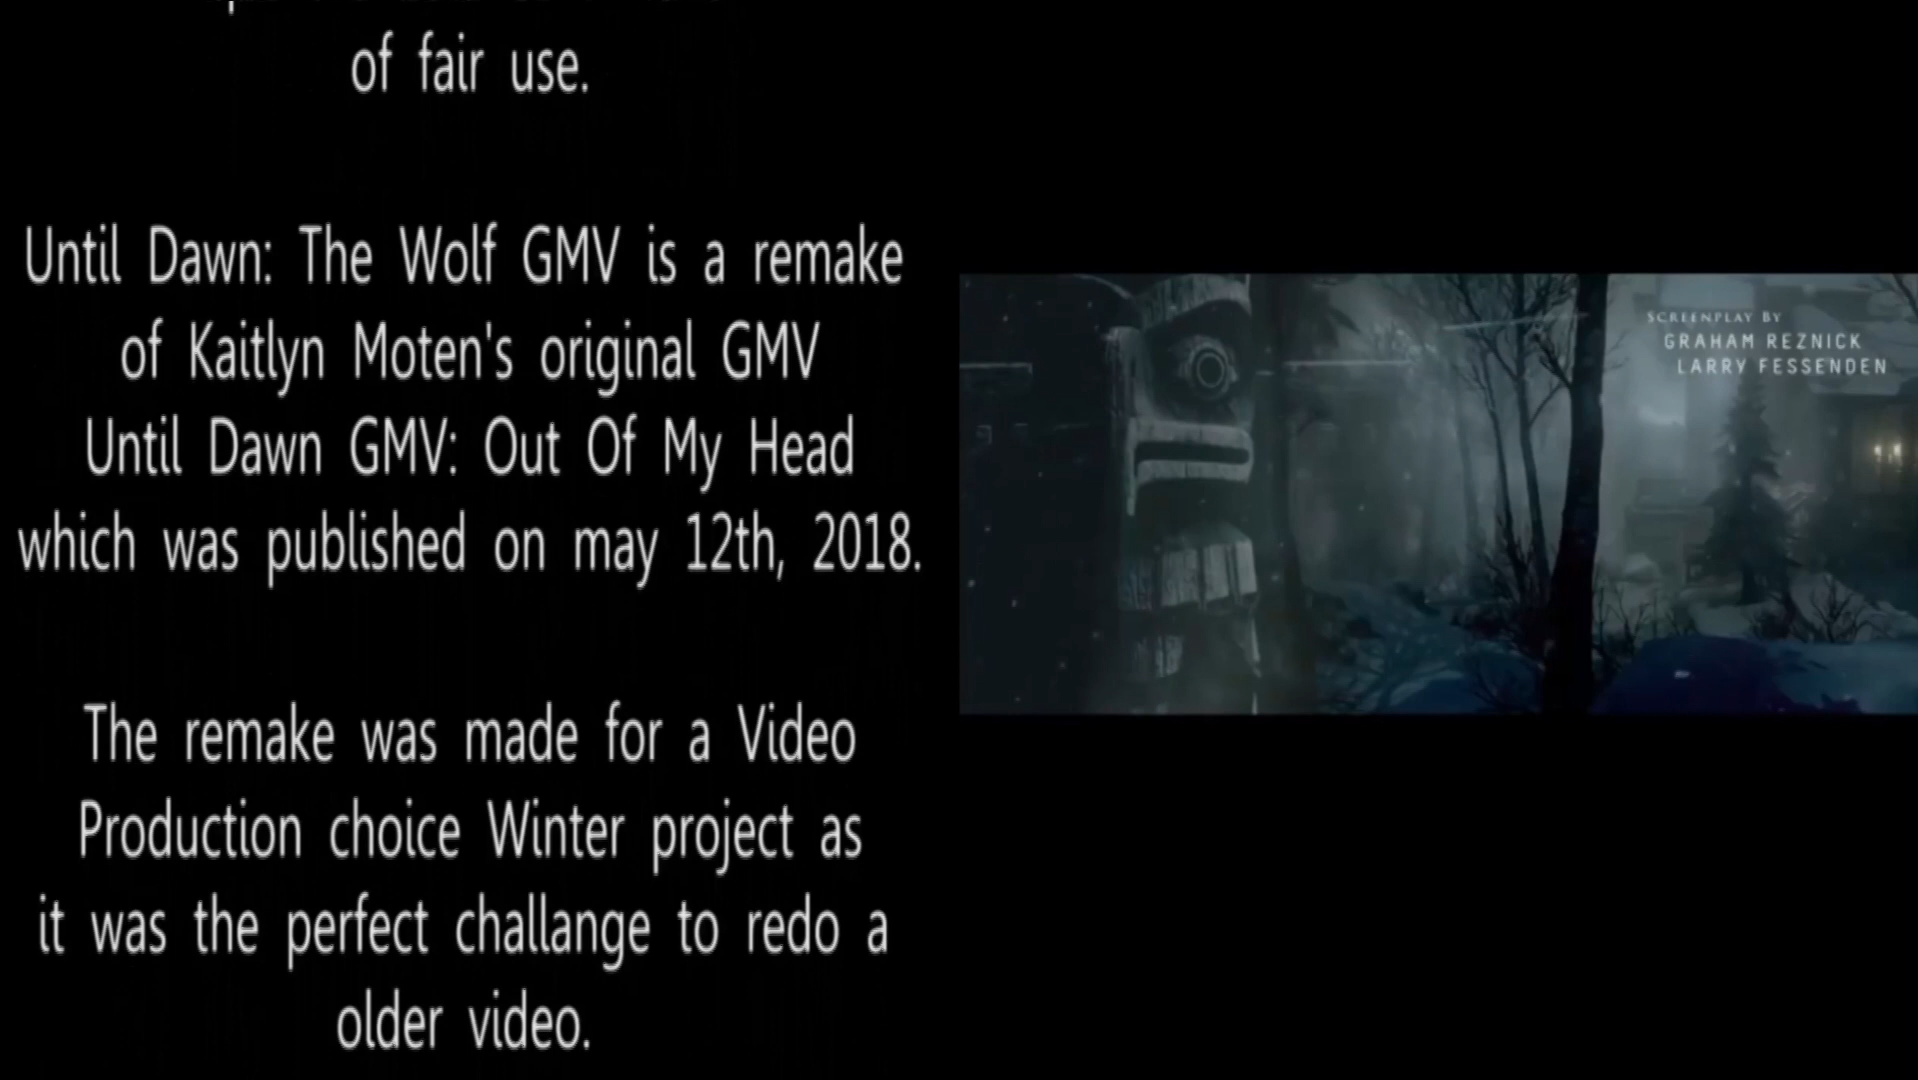 of fair use.
Until Dawn: The Wolf GMV is a remake
of Kaitlyn Moten's original GMV
Until Dawn GMV: Out Of My Head
which was published on may 12th, 2018.
The remake was made for a Video
Production choice Winter project as
it was the perfect challange to redo a
older video.
SCREENPLAY BY
GRAHAM REZNICK
LARRY FESSENDEN